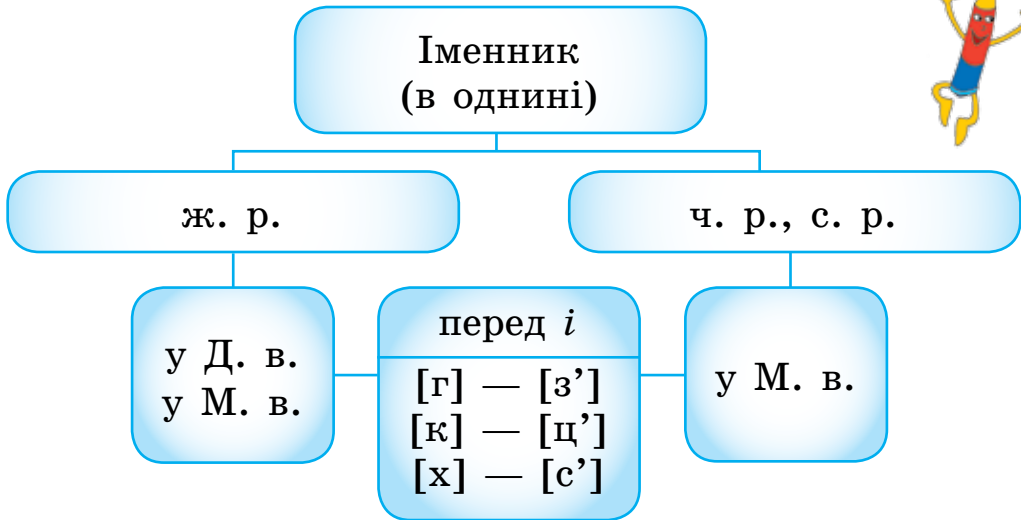 Іменник
(в однині)
ж. р.
ч. р., с. р.
у Д. в.
у М. в.
перед і
[г] — [з’]
[к] — [ц’]
[х] — [с’]
у М. в.